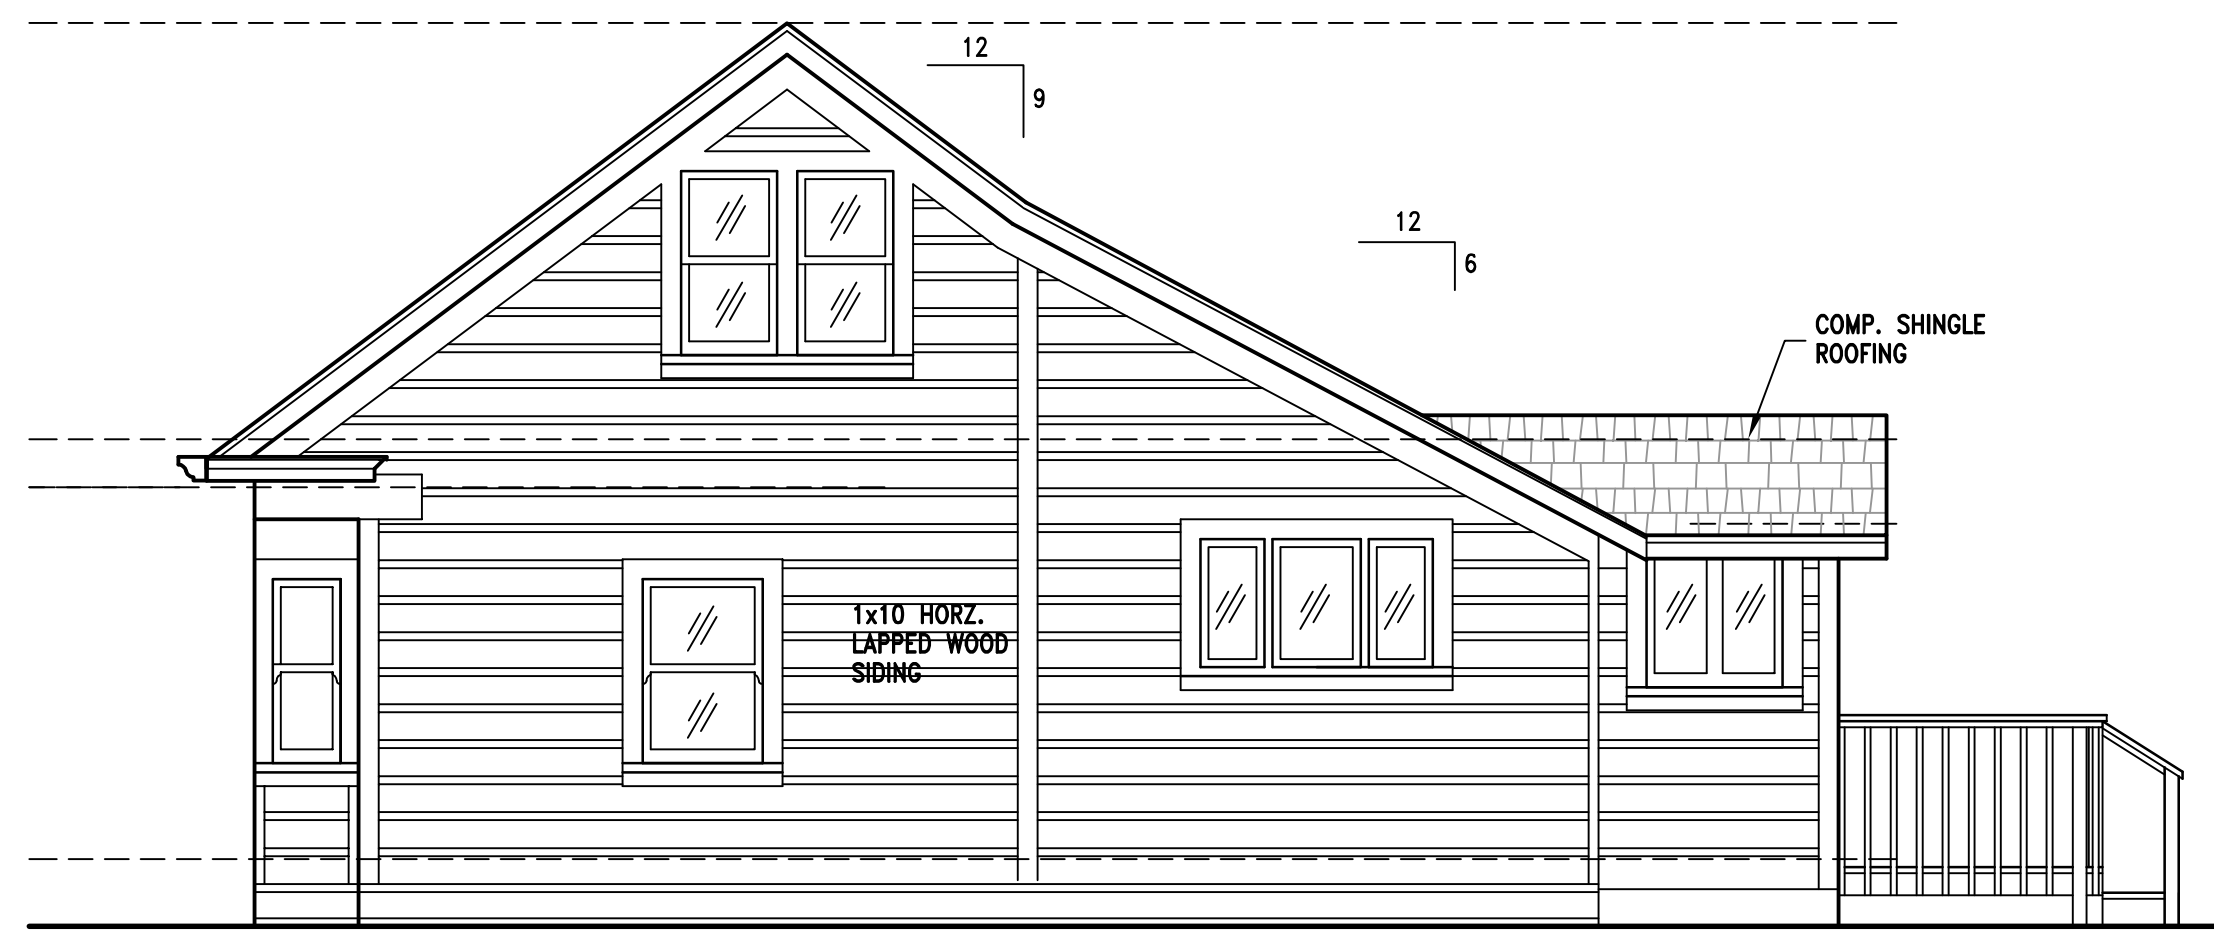 12
9
12
6
COMP. SHINGLE
ROOFING
1x10 HORZ.
LAPPED WOOD
SIDING